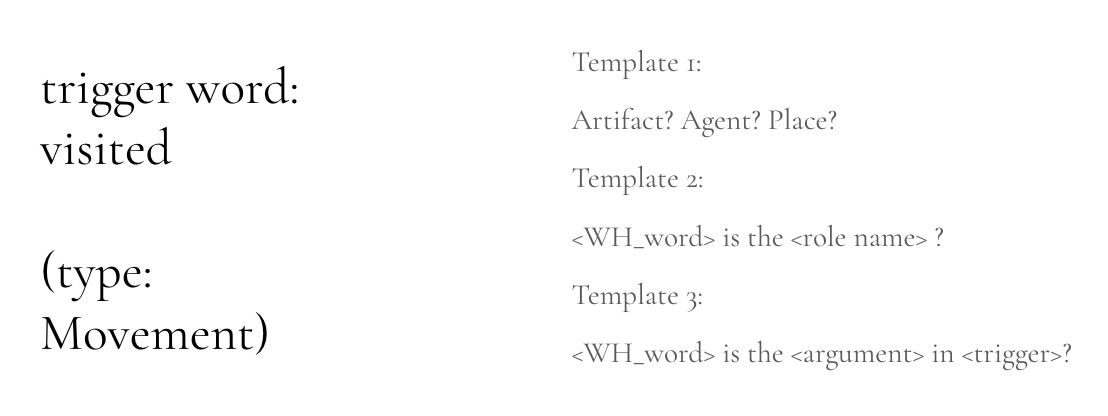 trigger word:
visited
(type:
Movement)
Template 1:
Artifact? Agent? Place?
Template 2:
<WH_word> is the <role name> ?
Template 3:
<WH_word> is the <argument> in <trigger>?